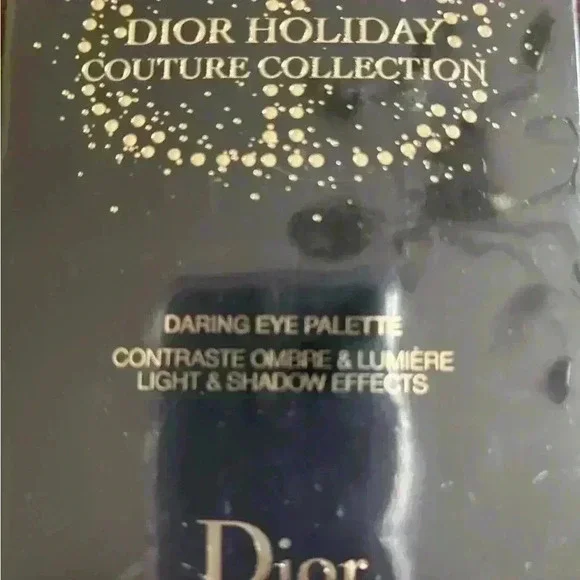 DIOR HOLIDAY
COUTURE COLLECTION
DARING EYE PALETTE
CONTRASTE OMBRE & LUMIÈRE
LIGHT & SHADOW EFFECTS
Dior